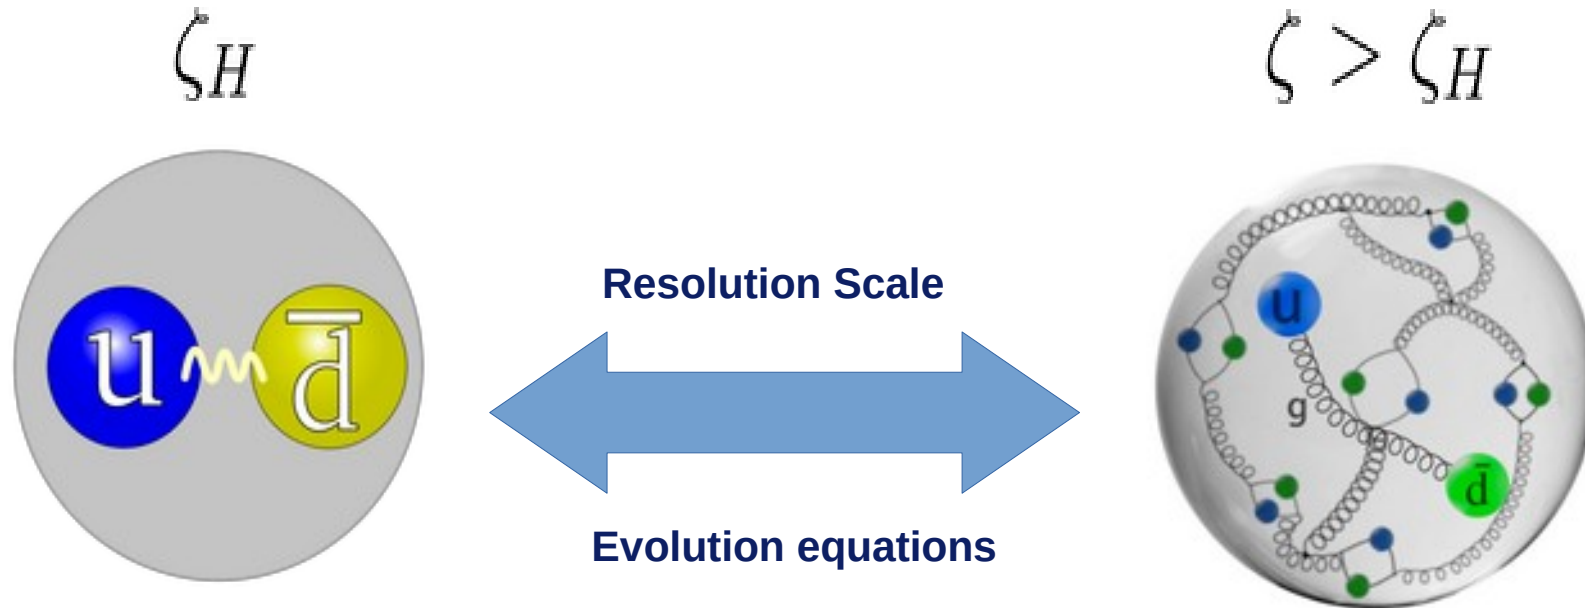 ζH
ζ > ζH
u d̅
Resolution Scale
Evolution equations
u
g
d̅